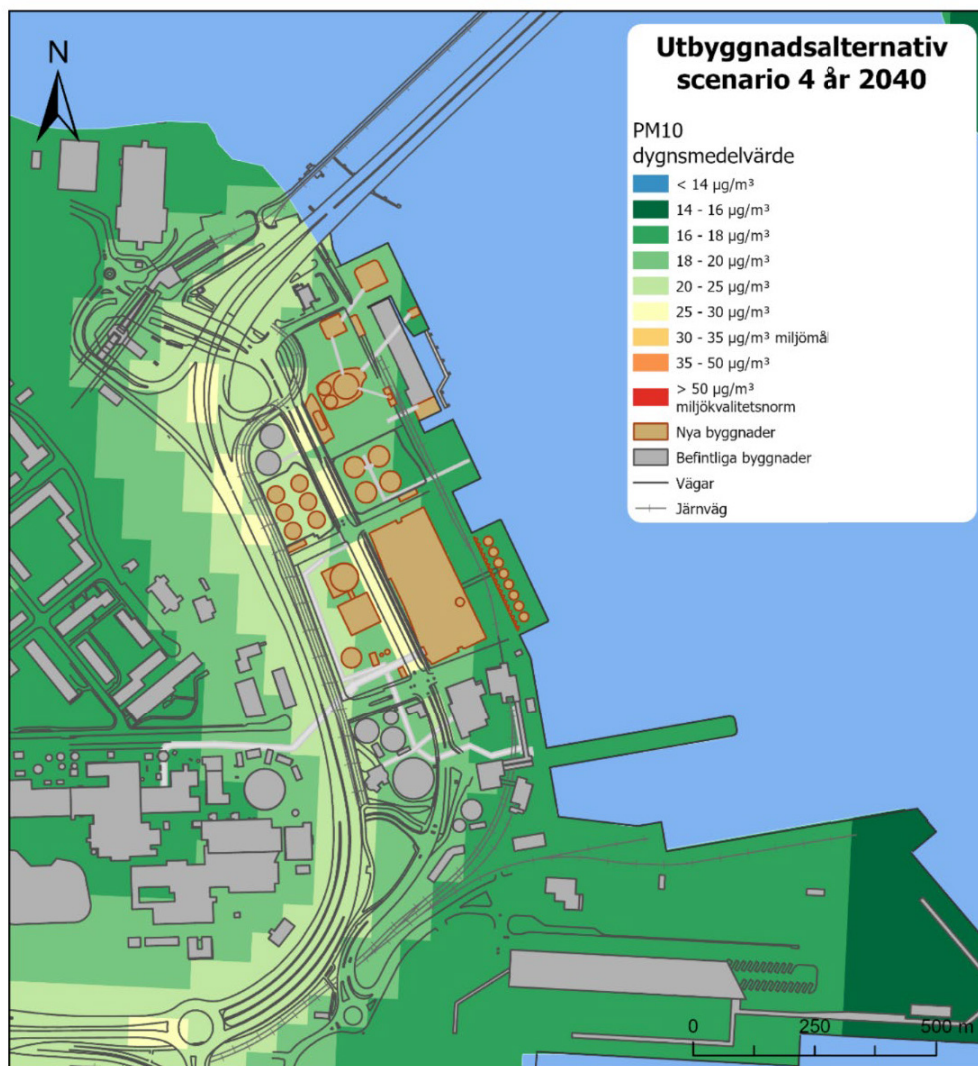 N
Utbyggnadsalternativ
scenario 4 år 2040
PM10
dygnsmedelvärde
< 14 µg/m³
14 - 16 µg/m³
16 - 18 µg/m³
18 - 20 µg/m³
20 - 25 µg/m³
25 - 30 µg/m³
30 - 35 µg/m³ miljömål
35 - 50 µg/m³
> 50 µg/m³
miljökvalitetsnorm
Nya byggnader
Befintliga byggnader
Vägar
Järnväg
0 250 500 m